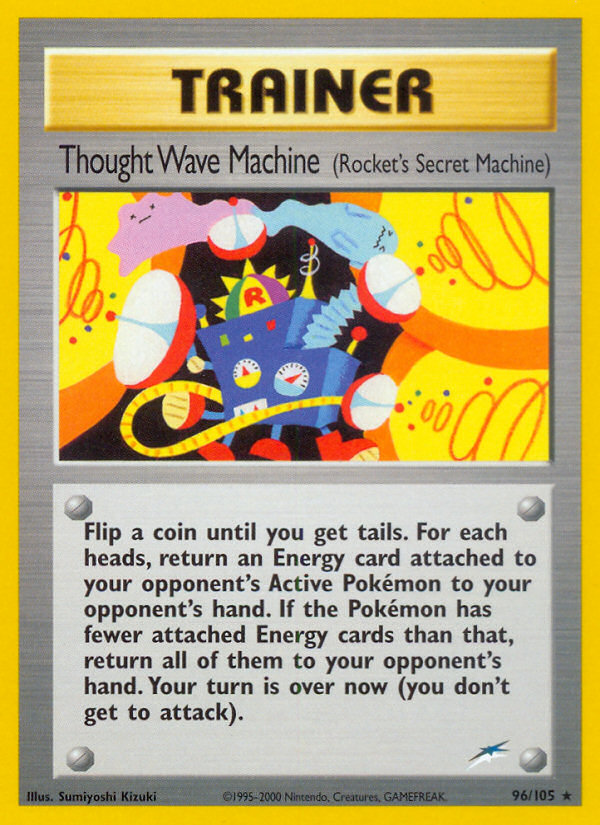 TRAINER
Thought Wave Machine (Rocket's Secret Machine)
R
Flip a coin until you get tails. For each
heads, return an Energy card attached to
your opponent's Active Pokémon to your
opponent's hand. If the Pokémon has
fewer attached Energy cards than that,
return all of them to your opponent's
hand. Your turn is over now (you don't
get to attack).
Illus. Sumiyoshi Kizuki ©1995-2000 Nintendo, Creatures, GAMEFREAK. 96/105 ★